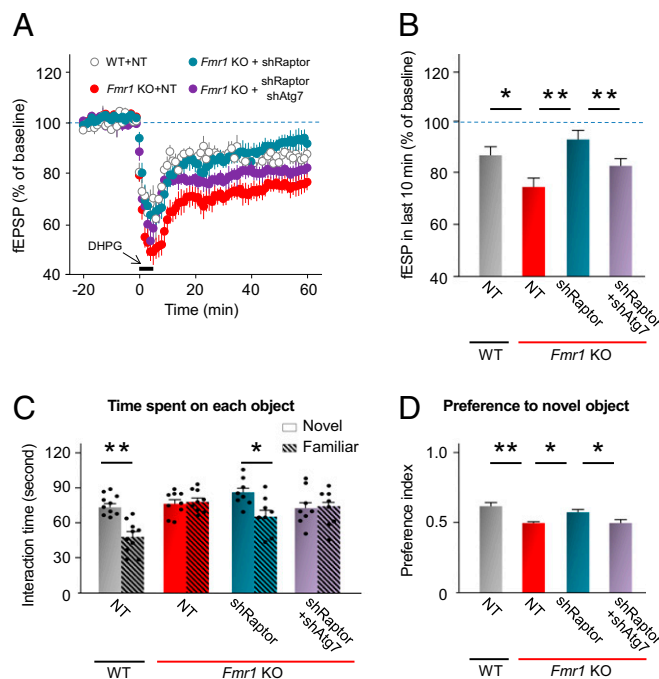 A
WT+NT
Fmr1 KO + shRaptor
Fmr1 KO+NT
Fmr1 KO + shRaptor shAtg7
fEPSP (% of baseline)
120
100
80
60
40
DHPG
-20
0
20
40
60
Time (min)
B
fESP in last 10 min (% of baseline)
120
100
80
60
40
*
**
**
NT
NT
shRaptor
shRaptor
+shAtg7
WT
Fmr1 KO
C
Time spent on each object
Novel
Familiar
Interaction time (second)
120
90
60
30
0
**
*
NT
NT
shRaptor
shRaptor
+shAtg7
WT
Fmr1 KO
D
Preference to novel object
Preference index
1.0
0.5
0
**
*
*
NT
NT
shRaptor
shRaptor
+shAtg7
WT
Fmr1 KO